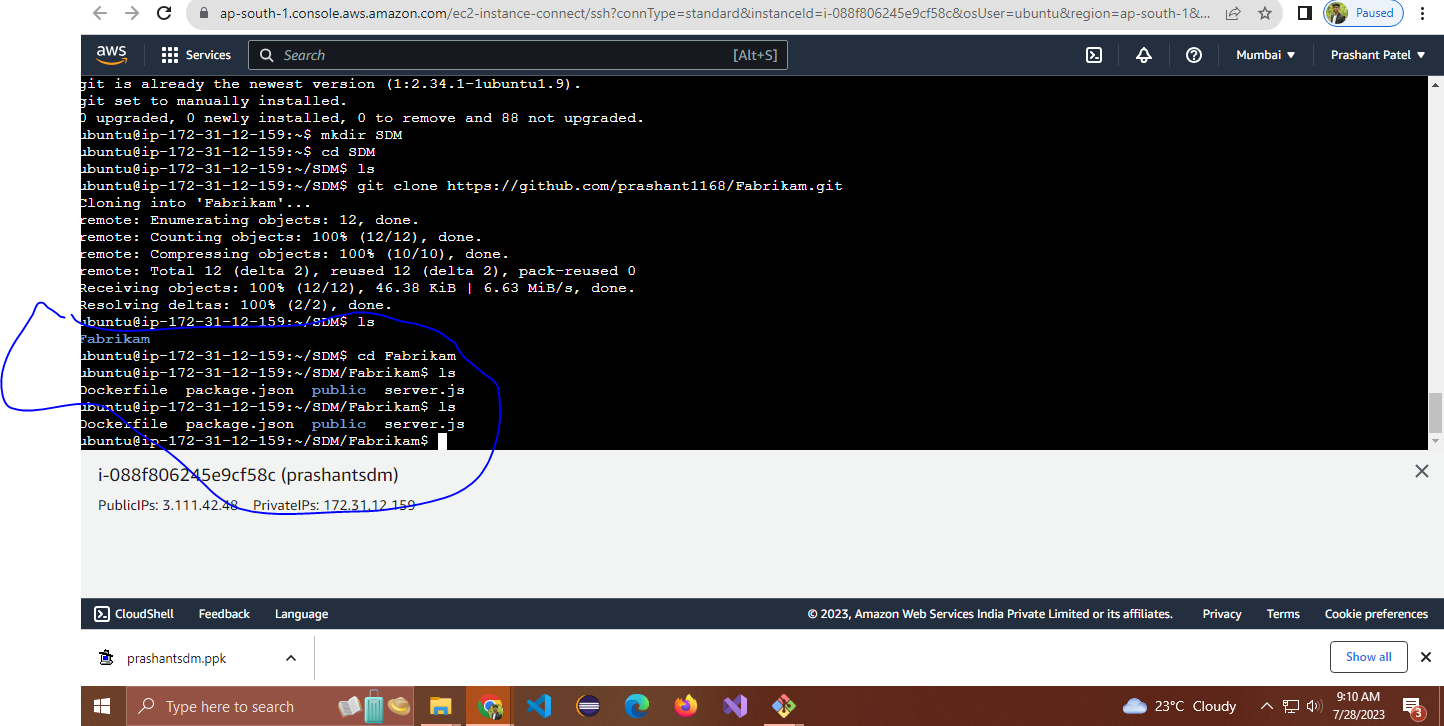 ap-south-1.console.aws.amazon.com/ec2-instance-connect/ssh?connType=standard&instanceId=i-088f806245e9cf58c&osUser=ubuntu&region=ap-south-1&...
Paused
aws
Services
Search
[Alt+S]
Mumbai
Prashant Patel
git is already the newest version (1:2.34.1-1ubuntu1.9).
git set to manually installed.
0 upgraded, 0 newly installed, 0 to remove and 88 not upgraded.
ubuntu@ip-172-31-12-159:~$ mkdir SDM
ubuntu@ip-172-31-12-159:~$ cd SDM
ubuntu@ip-172-31-12-159:~/SDM$ ls
ubuntu@ip-172-31-12-159:~/SDM$ git clone https://github.com/prashant1168/Fabrikam.git
Cloning into 'Fabrikam'...
remote: Enumerating objects: 12, done.
remote: Counting objects: 100% (12/12), done.
remote: Compressing objects: 100% (10/10), done.
remote: Total 12 (delta 2), reused 12 (delta 2), pack-reused 0
Receiving objects: 100% (12/12), 46.38 KiB | 6.63 MiB/s, done.
Resolving deltas: 100% (2/2), done.
ubuntu@ip-172-31-12-159:~/SDM$ ls
Fabrikam
ubuntu@ip-172-31-12-159:~/SDM$ cd Fabrikam
ubuntu@ip-172-31-12-159:~/SDM/Fabrikam$ ls
Dockerfile package.json public server.js
ubuntu@ip-172-31-12-159:~/SDM/Fabrikam$ ls
Dockerfile package.json public server.js
ubuntu@ip-172-31-12-159:~/SDM/Fabrikam$
i-088f806245e9cf58c (prashantsdm)
PublicIPs: 3.111.42.48 PrivateIPs: 172.31.12.159
CloudShell Feedback Language
© 2023, Amazon Web Services India Private Limited or its affiliates. Privacy Terms Cookie preferences
prashantsdm.ppk
Show all
Type here to search
23°C Cloudy
9:10 AM
7/28/2023
3